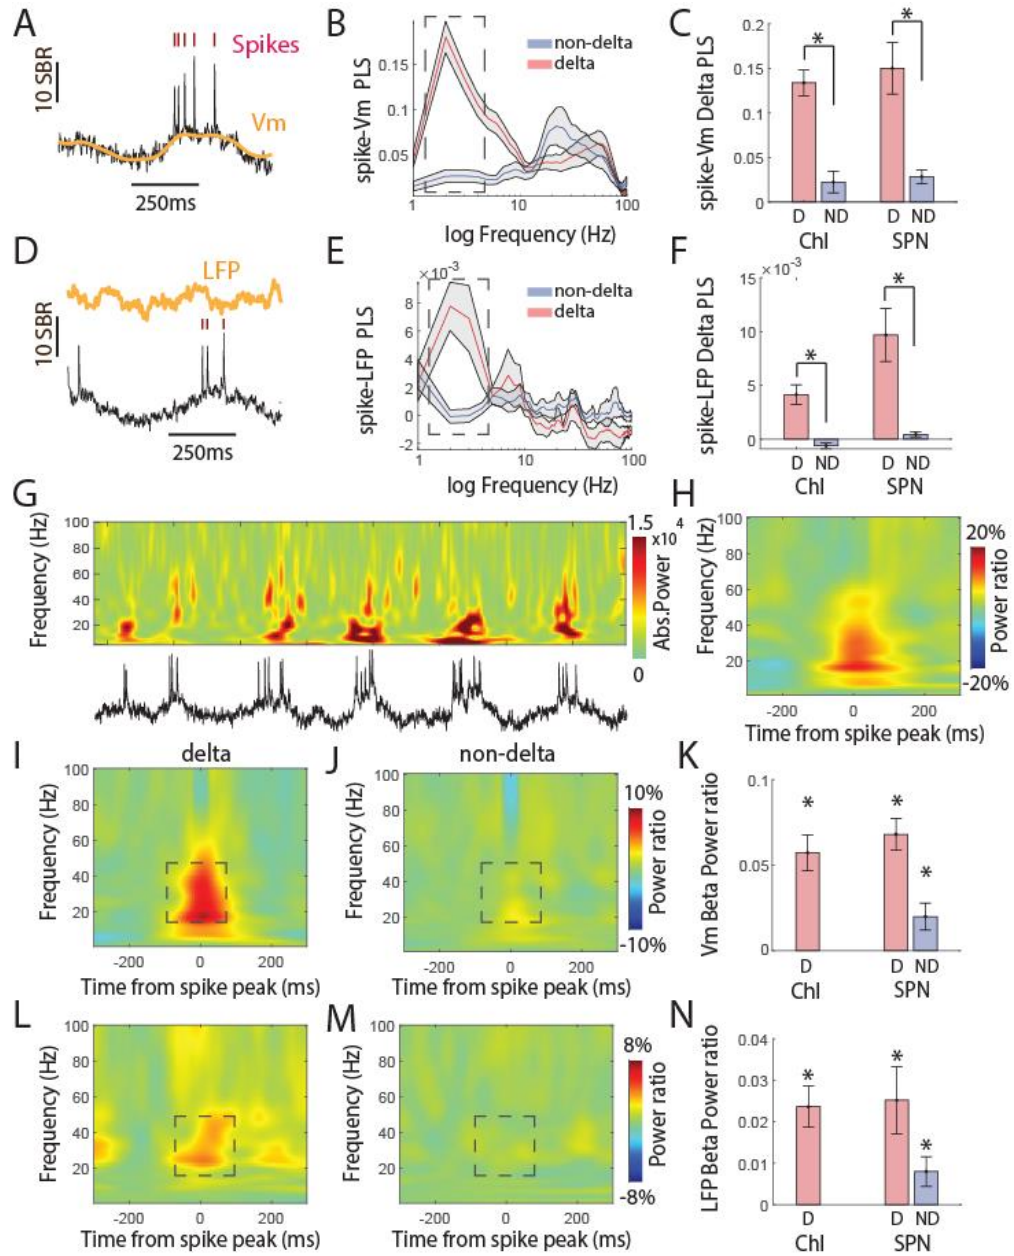 A
Spikes
10 SBR
Vm
250ms
B
spike-Vm PLS
0.15
0.1
0.05
non-delta
delta
1
10
100
log Frequency (Hz)
C
spike-Vm Delta PLS
0.2
0.15
0.1
0.05
0
*
*
D ND
D ND
ChI
SPN
D
LFP
10 SBR
250ms
E
×10⁻³
spike-LFP PLS
8
6
4
2
0
-2
non-delta
delta
1
10
100
log Frequency (Hz)
F
×10⁻³
spike-LFP Delta PLS
15
10
5
0
*
*
D ND
D ND
ChI
SPN
G
Frequency (Hz)
100
80
60
40
20
1.5
×10⁴
Abs.Power
0
H
Frequency (Hz)
100
80
60
40
20
-200
0
200
Time from spike peak (ms)
20%
Power ratio
-20%
I
delta
Frequency (Hz)
100
80
60
40
20
-200
0
200
Time from spike peak (ms)
J
non-delta
Frequency (Hz)
100
80
60
40
20
-200
0
200
Time from spike peak (ms)
10%
Power ratio
-10%
K
Vm Beta Power ratio
0.1
0.05
0
*
*
*
D
D ND
ChI
SPN
L
Frequency (Hz)
100
80
60
40
20
-200
0
200
Time from spike peak (ms)
M
Frequency (Hz)
100
80
60
40
20
-200
0
200
Time from spike peak (ms)
8%
Power ratio
-8%
N
LFP Beta Power ratio
0.04
0.03
0.02
0.01
0
*
*
*
D
D ND
ChI
SPN